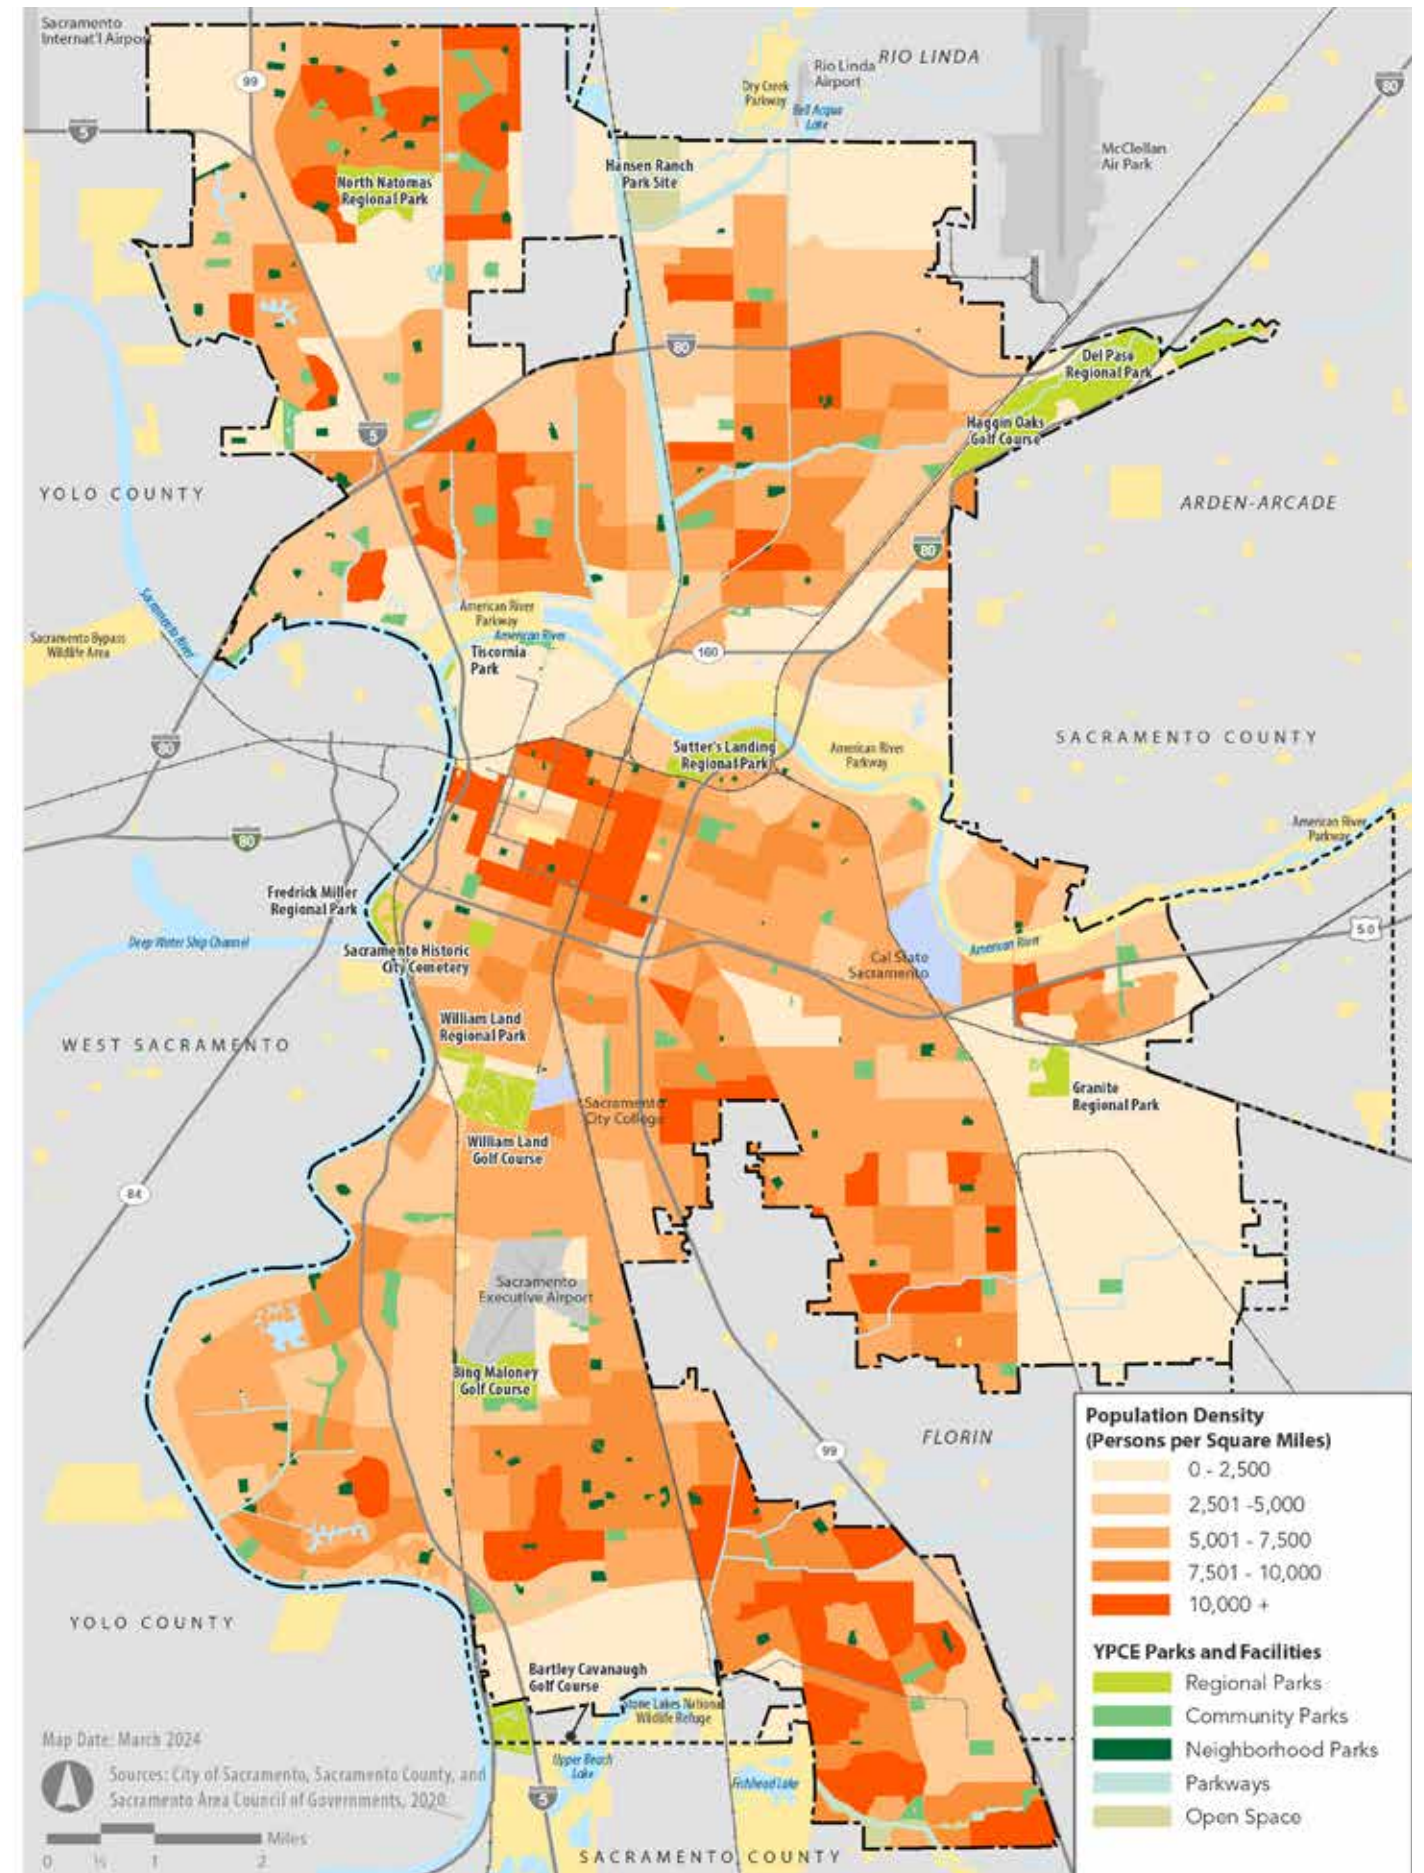 Sacramento
Internat'l Airport
99
5
RIO LINDA
Rio Linda
Airport
Dry Creek
Parkway
Bell Acqua
Lake
80
McClellan
Air Park
North Natomas
Regional Park
Hansen Ranch
Park Site
80
Del Paso
Regional Park
Haggin Oaks
Golf Course
5
YOLO COUNTY
ARDEN-ARCADE
80
Sacramento River
American River
Parkway
American River
Tiscornia
Park
Sacramento Bypass
Wildlife Area
160
80
Sutter's Landing
Regional Park
American River
Parkway
SACRAMENTO COUNTY
American River
Parkway
80
Fredrick Miller
Regional Park
Deep Water Ship Channel
Sacramento Historic
City Cemetery
Cal State
Sacramento
American River
50
William Land
Regional Park
WEST SACRAMENTO
Sacramento
City College
Granite
Regional Park
William Land
Golf Course
84
Sacramento
Executive Airport
Bing Maloney
Golf Course
99
FLORIN
Population Density
(Persons per Square Miles)
0 - 2,500
2,501 -5,000
5,001 - 7,500
7,501 - 10,000
10,000 +
YPCE Parks and Facilities
Regional Parks
Community Parks
Neighborhood Parks
Parkways
Open Space
YOLO COUNTY
Bartley Cavanaugh
Golf Course
Stone Lakes National
Wildlife Refuge
Upper Beach
Lake
Fishhead Lake
5
Map Date: March 2024
Sources: City of Sacramento, Sacramento County, and
Sacramento Area Council of Governments, 2020
Miles
0 ½ 1 2
SACRAMENTO COUNTY